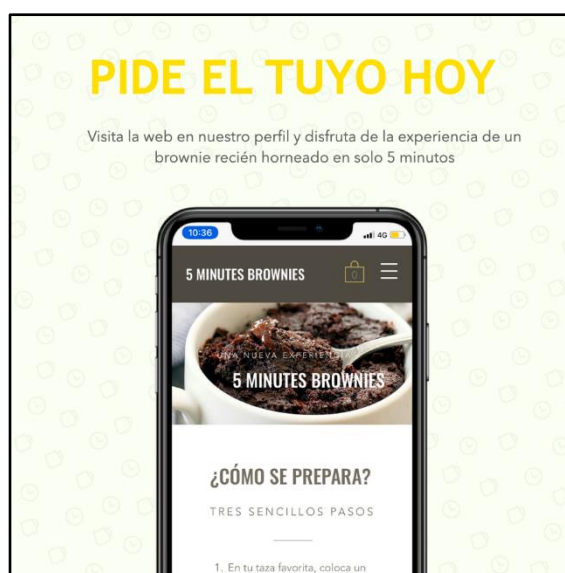 PIDE EL TUYO HOY
Visita la web en nuestro perfil y disfruta de la experiencia de un
brownie recién horneado en solo 5 minutos
10:36
4G
5 MINUTES BROWNIES
0
UNA NUEVA EXPERIENCIA
5 MINUTES BROWNIES
¿CÓMO SE PREPARA?
TRES SENCILLOS PASOS
1. En tu taza favorita, coloca un